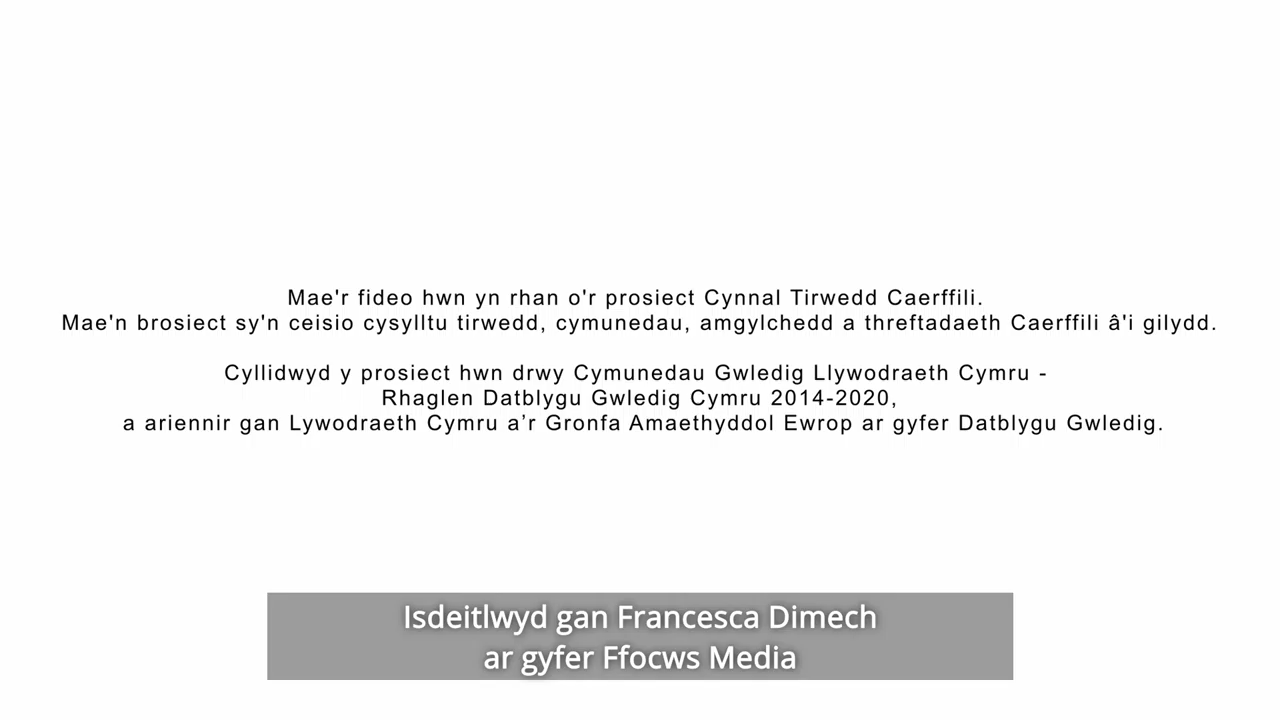 Mae'r fideo hwn yn rhan o'r prosiect Cynnal Tirwedd Caerffili.
Mae'n brosiect sy'n ceisio cysylltu tirwedd, cymunedau, amgylchedd a threftadaeth Caerffili â'i gilydd.
Cyllidwyd y prosiect hwn drwy Cymunedau Gwledig Llywodraeth Cymru -
Rhaglen Datblygu Gwledig Cymru 2014-2020,
a ariennir gan Lywodraeth Cymru a’r Gronfa Amaethyddol Ewrop ar gyfer Datblygu Gwledig.
Isdeitlwyd gan Francesca Dimech
ar gyfer Ffocws Media